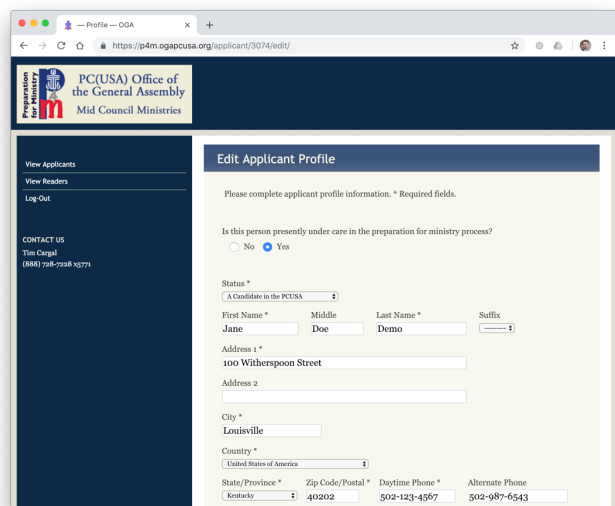 — Profile — OGA
https://p4m.ogapcusa.org/applicant/3074/edit/
Preparation for Ministry
P4m
PC(USA) Office of
the General Assembly
Mid Council Ministries
View Applicants
View Readers
Log-Out
CONTACT US
Tim Cargal
(888) 728-7228 x5771
Edit Applicant Profile
Please complete applicant profile information. * Required fields.
Is this person presently under care in the preparation for ministry process?
No Yes
Status *
A Candidate in the PCUSA
First Name * Middle Last Name * Suffix
Jane Doe Demo ---------
Address 1 *
100 Witherspoon Street
Address 2
City *
Louisville
Country *
United States of America
State/Province * Zip Code/Postal * Daytime Phone * Alternate Phone
Kentucky 40202 502-123-4567 502-987-6543